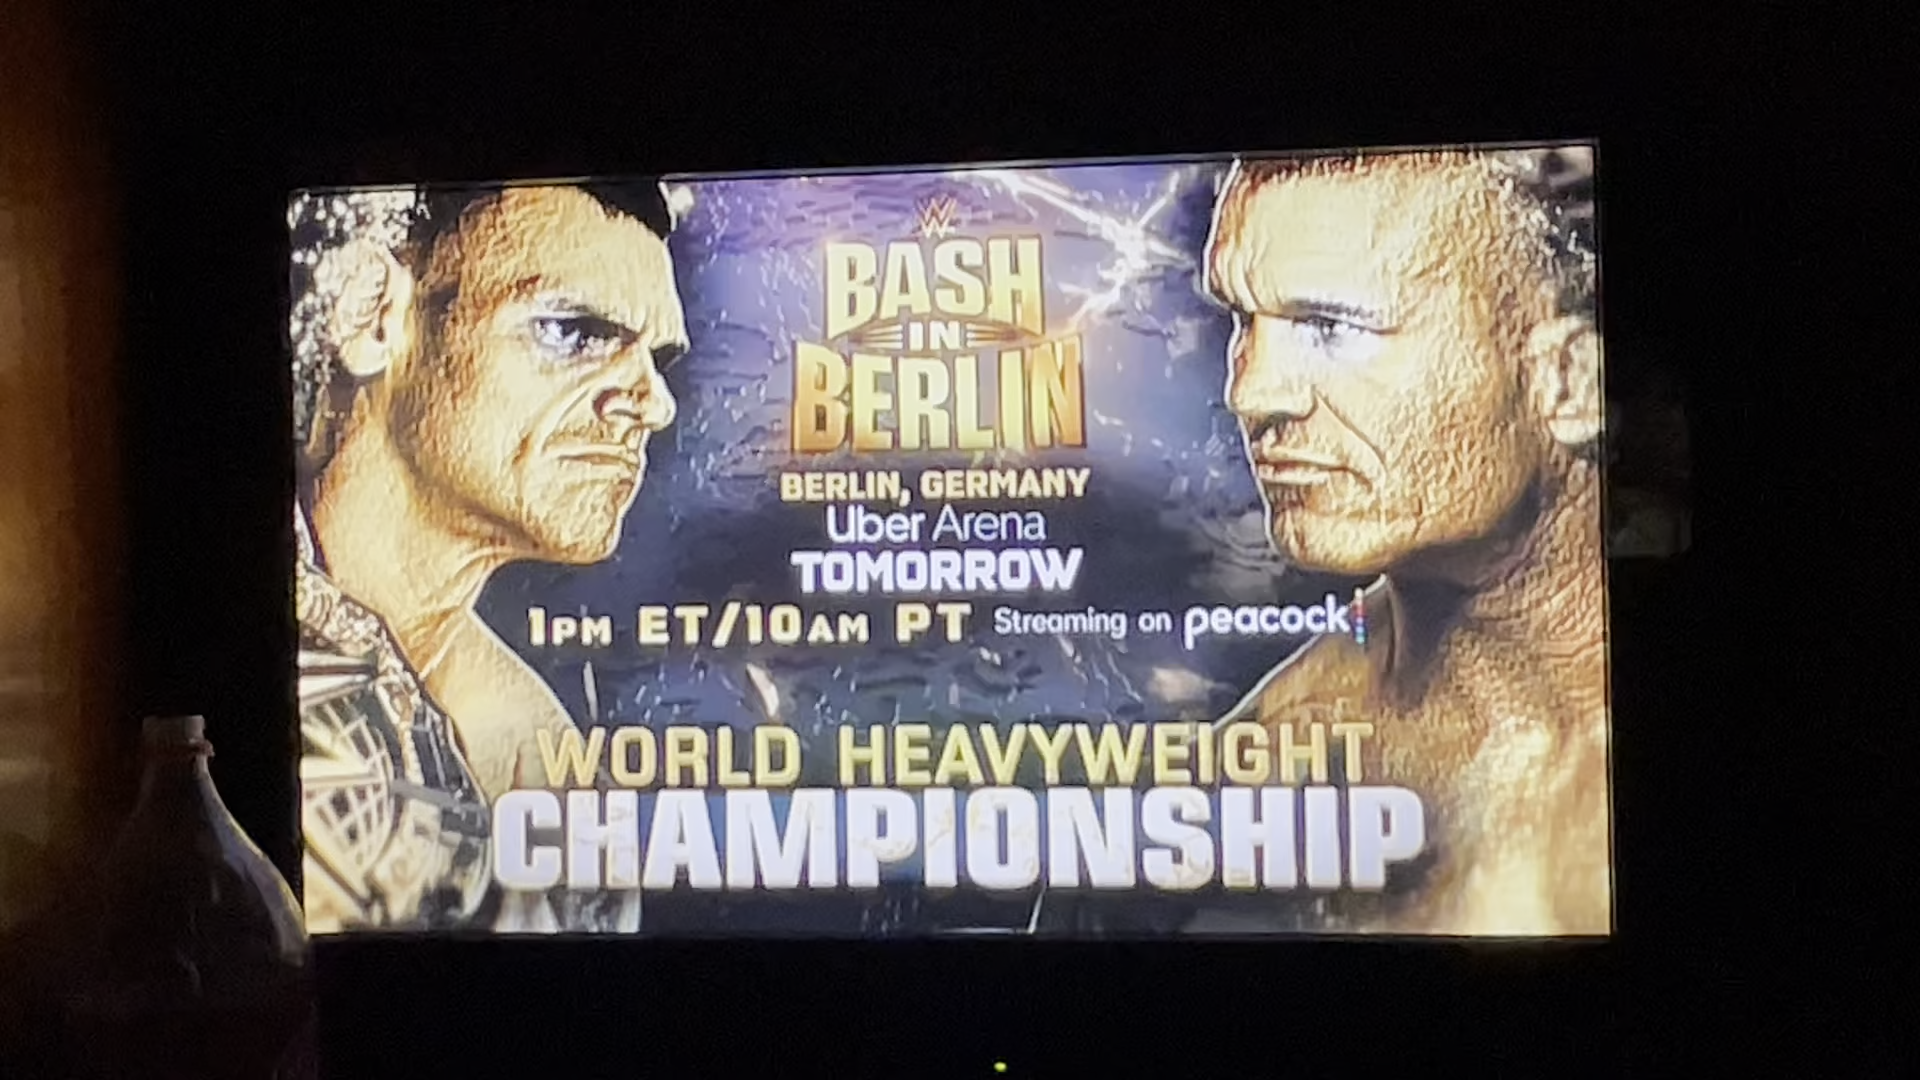 W
BASH
IN
BERLIN
BERLIN, GERMANY
Uber Arena
TOMORROW
1PM ET/10AM PT Streaming on peacock
WORLD HEAVYWEIGHT
CHAMPIONSHIP